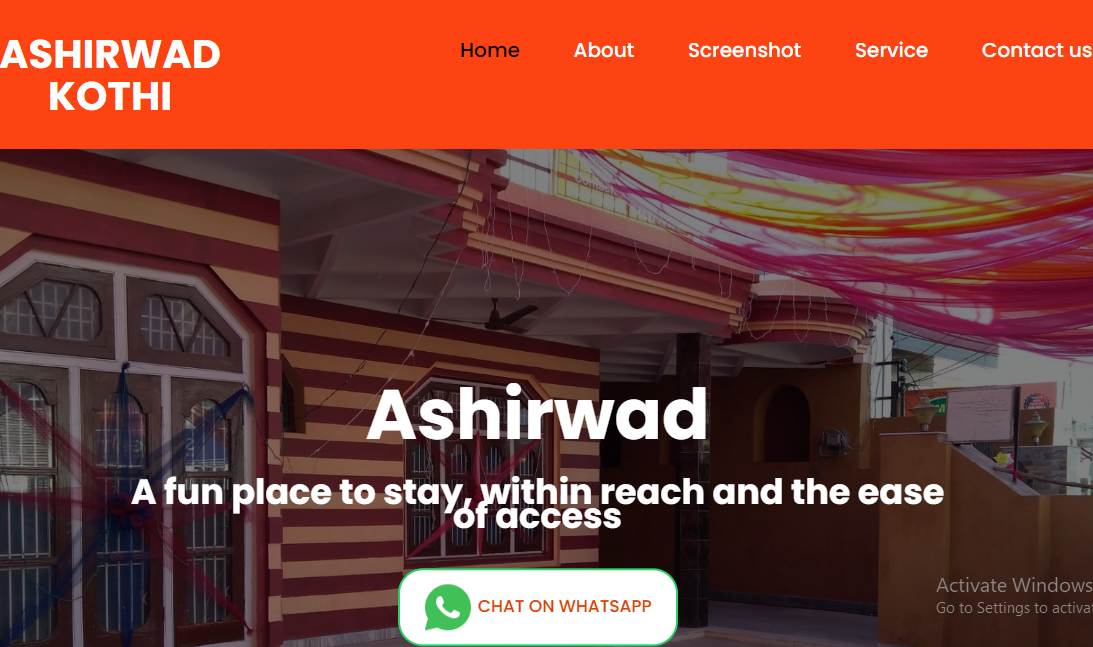 ASHIRWAD
KOTHI
Home
About
Screenshot
Service
Contact us
Ashirwad
A fun place to stay, within reach and the ease
of access
CHAT ON WHATSAPP
Activate Windows
Go to Settings to activa